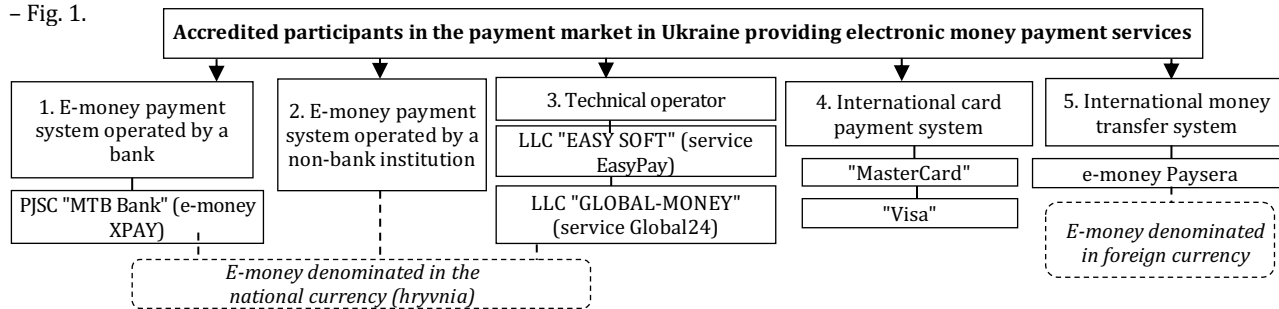 – Fig. 1.
Accredited participants in the payment market in Ukraine providing electronic money payment services
1. E-money payment
system operated by a
bank
PJSC "MTB Bank" (e-money
XPAY)
2. E-money payment
system operated by a
non-bank institution
3. Technical operator
LLC "EASY SOFT" (service
EasyPay)
LLC "GLOBAL-MONEY"
(service Global24)
4. International card
payment system
"MasterCard"
"Visa"
5. International money
transfer system
e-money Paysera
E-money denominated
in foreign currency
E-money denominated in the
national currency (hryvnia)